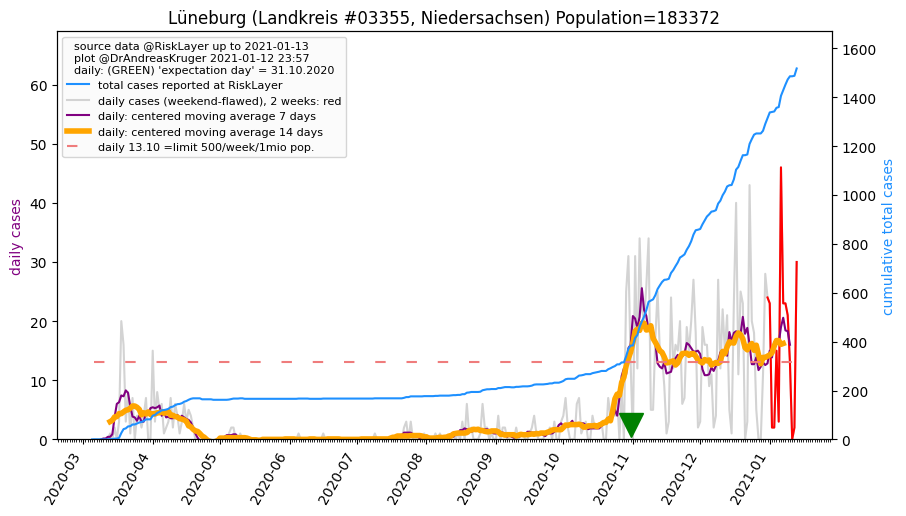 Lüneburg (Landkreis #03355, Niedersachsen) Population=183372
source data @RiskLayer up to 2021-01-13
plot @DrAndreasKruger 2021-01-12 23:57
daily: (GREEN) 'expectation day' = 31.10.2020
total cases reported at RiskLayer
daily cases (weekend-flawed), 2 weeks: red
daily: centered moving average 7 days
daily: centered moving average 14 days
daily 13.10 =limit 500/week/1mio pop.
daily cases
60
50
40
30
20
10
0
cumulative total cases
1600
1400
1200
1000
800
600
400
200
0
2020-03
2020-04
2020-05
2020-06
2020-07
2020-08
2020-09
2020-10
2020-11
2020-12
2021-01